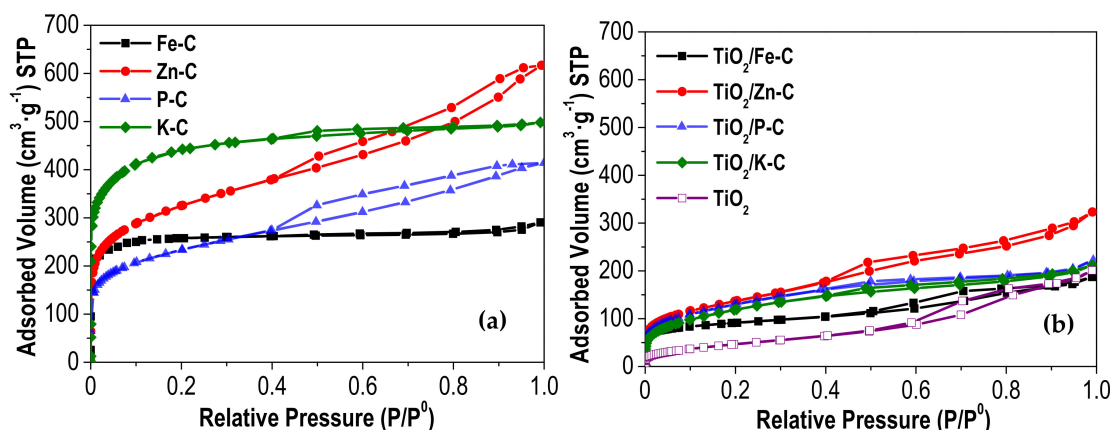 Adsorbed Volume (cm³·g⁻¹) STP
700
600
500
400
300
200
100
0
Fe-C
Zn-C
P-C
K-C
(a)
0 0.2 0.4 0.6 0.8 1.0
Relative Pressure (P/P⁰)
Adsorbed Volume (cm³·g⁻¹) STP
700
600
500
400
300
200
100
0
TiO₂/Fe-C
TiO₂/Zn-C
TiO₂/P-C
TiO₂/K-C
TiO₂
(b)
0 0.2 0.4 0.6 0.8 1.0
Relative Pressure (P/P⁰)